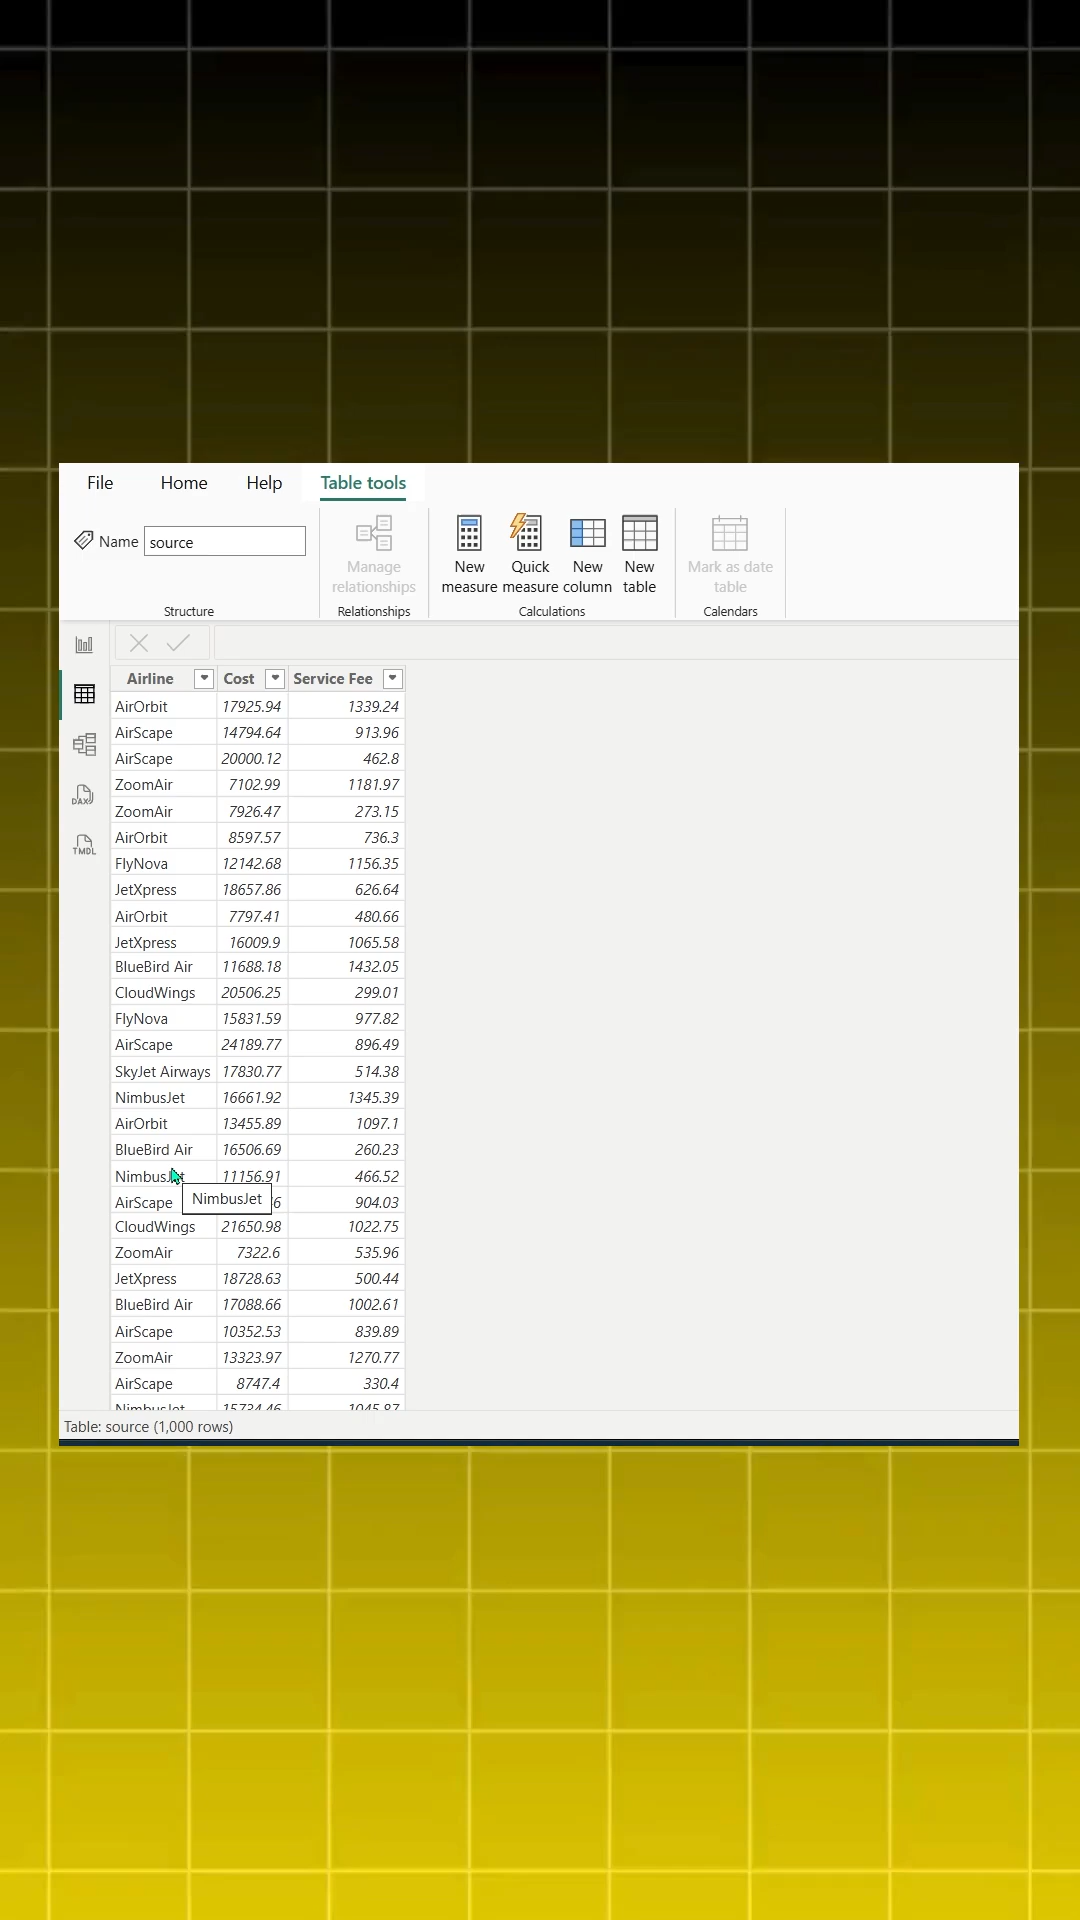 File Home Help Table tools
Name source
Manage relationships
New measure
Quick measure
New column
New table
Mark as date table
Structure Relationships Calculations Calendars
Airline Cost Service Fee
AirOrbit 17925.94 1339.24
AirScape 14794.64 913.96
AirScape 20000.12 462.8
ZoomAir 7102.99 1181.97
ZoomAir 7926.47 273.15
DAX
AirOrbit 8597.57 736.3
TMDL
FlyNova 12142.68 1156.35
JetXpress 18657.86 626.64
AirOrbit 7797.41 480.66
JetXpress 16009.9 1065.58
BlueBird Air 11688.18 1432.05
CloudWings 20506.25 299.01
FlyNova 15831.59 977.82
AirScape 24189.77 896.49
SkyJet Airways 17830.77 514.38
NimbusJet 16661.92 1345.39
AirOrbit 13455.89 1097.1
BlueBird Air 16506.69 260.23
NimbusJet 11156.91 466.52
NimbusJet
AirScape 904.03
CloudWings 21650.98 1022.75
ZoomAir 7322.6 535.96
JetXpress 18728.63 500.44
BlueBird Air 17088.66 1002.61
AirScape 10352.53 839.89
ZoomAir 13323.97 1270.77
AirScape 8747.4 330.4
NimbusJet 15734.46 1045.87
Table: source (1,000 rows)